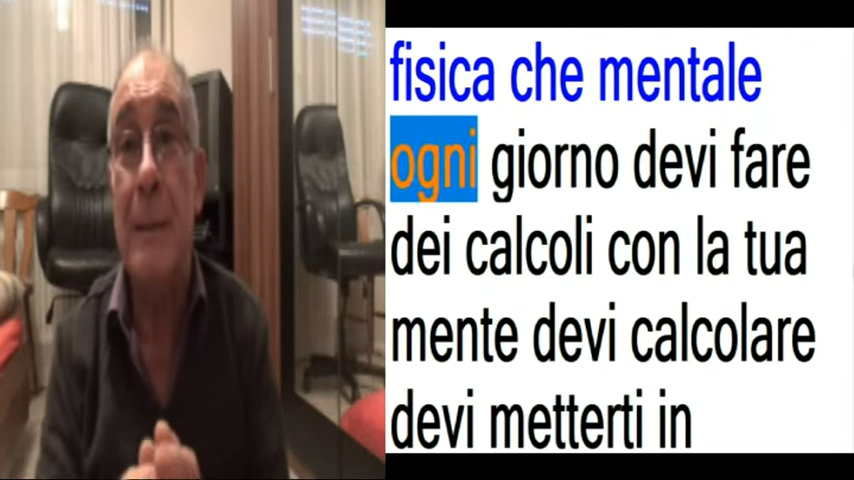 fisica che mentale
ogni giorno devi fare
dei calcoli con la tua
mente devi calcolare
devi metterti in